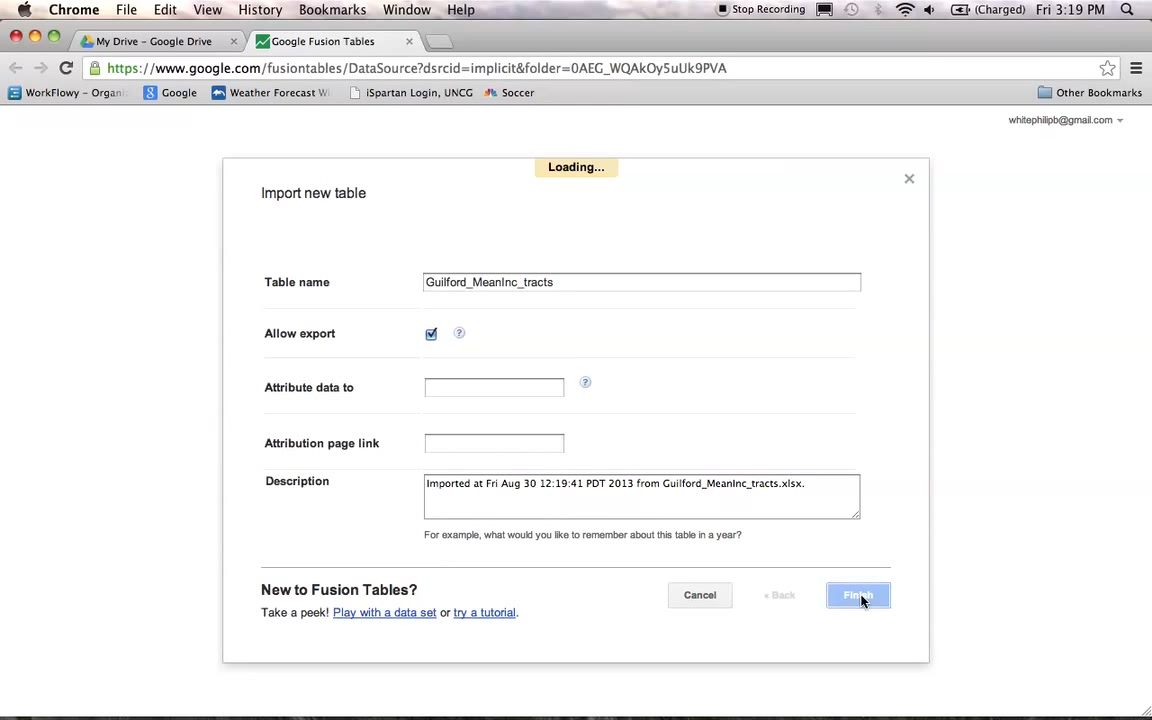 Chrome File Edit View History Bookmarks Window Help Stop Recording (Charged) Fri 3:19 PM
My Drive – Google Drive Google Fusion Tables
https://www.google.com/fusiontables/DataSource?dsrcid=implicit&folder=0AEG_WQAkOy5uUk9PVA
WorkFlowy – Organi Google Weather Forecast Wi iSpartan Login, UNCG Soccer Other Bookmarks
whitephilipb@gmail.com
Loading...
Import new table
Table name Guilford_MeanInc_tracts
Allow export ?
Attribute data to ?
Attribution page link
Description Imported at Fri Aug 30 12:19:41 PDT 2013 from Guilford_MeanInc_tracts.xlsx.
For example, what would you like to remember about this table in a year?
New to Fusion Tables?
Take a peek! Play with a data set or try a tutorial.
Cancel « Back Finish